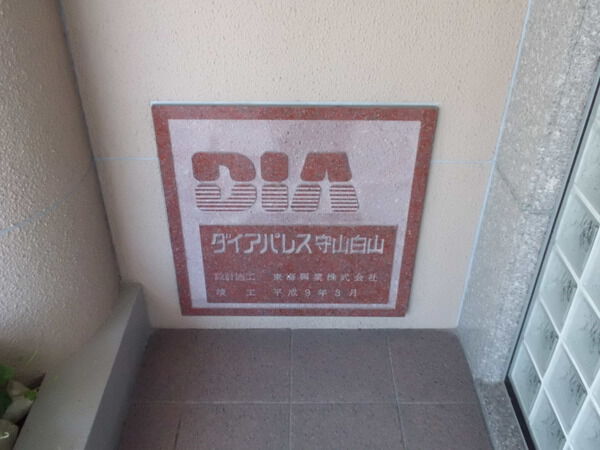 DIA
ダイアパレス守山白山
設計施工 東海興業株式会社
竣工 平成9年3月